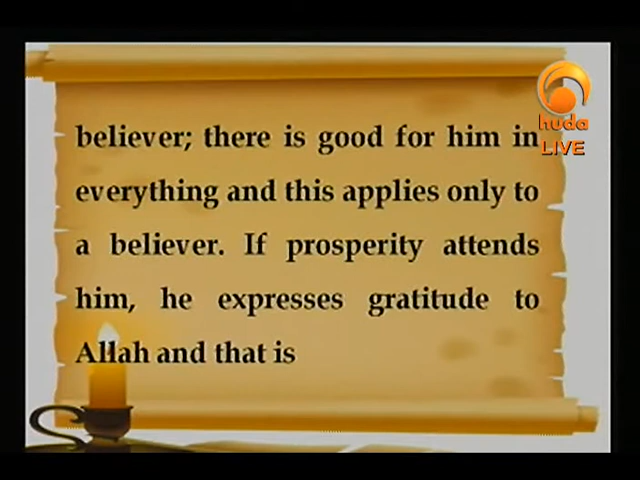 believer; there is good for him in
everything and this applies only to
a believer. If prosperity attends
him, he expresses gratitude to
Allah and that is
huda
LIVE